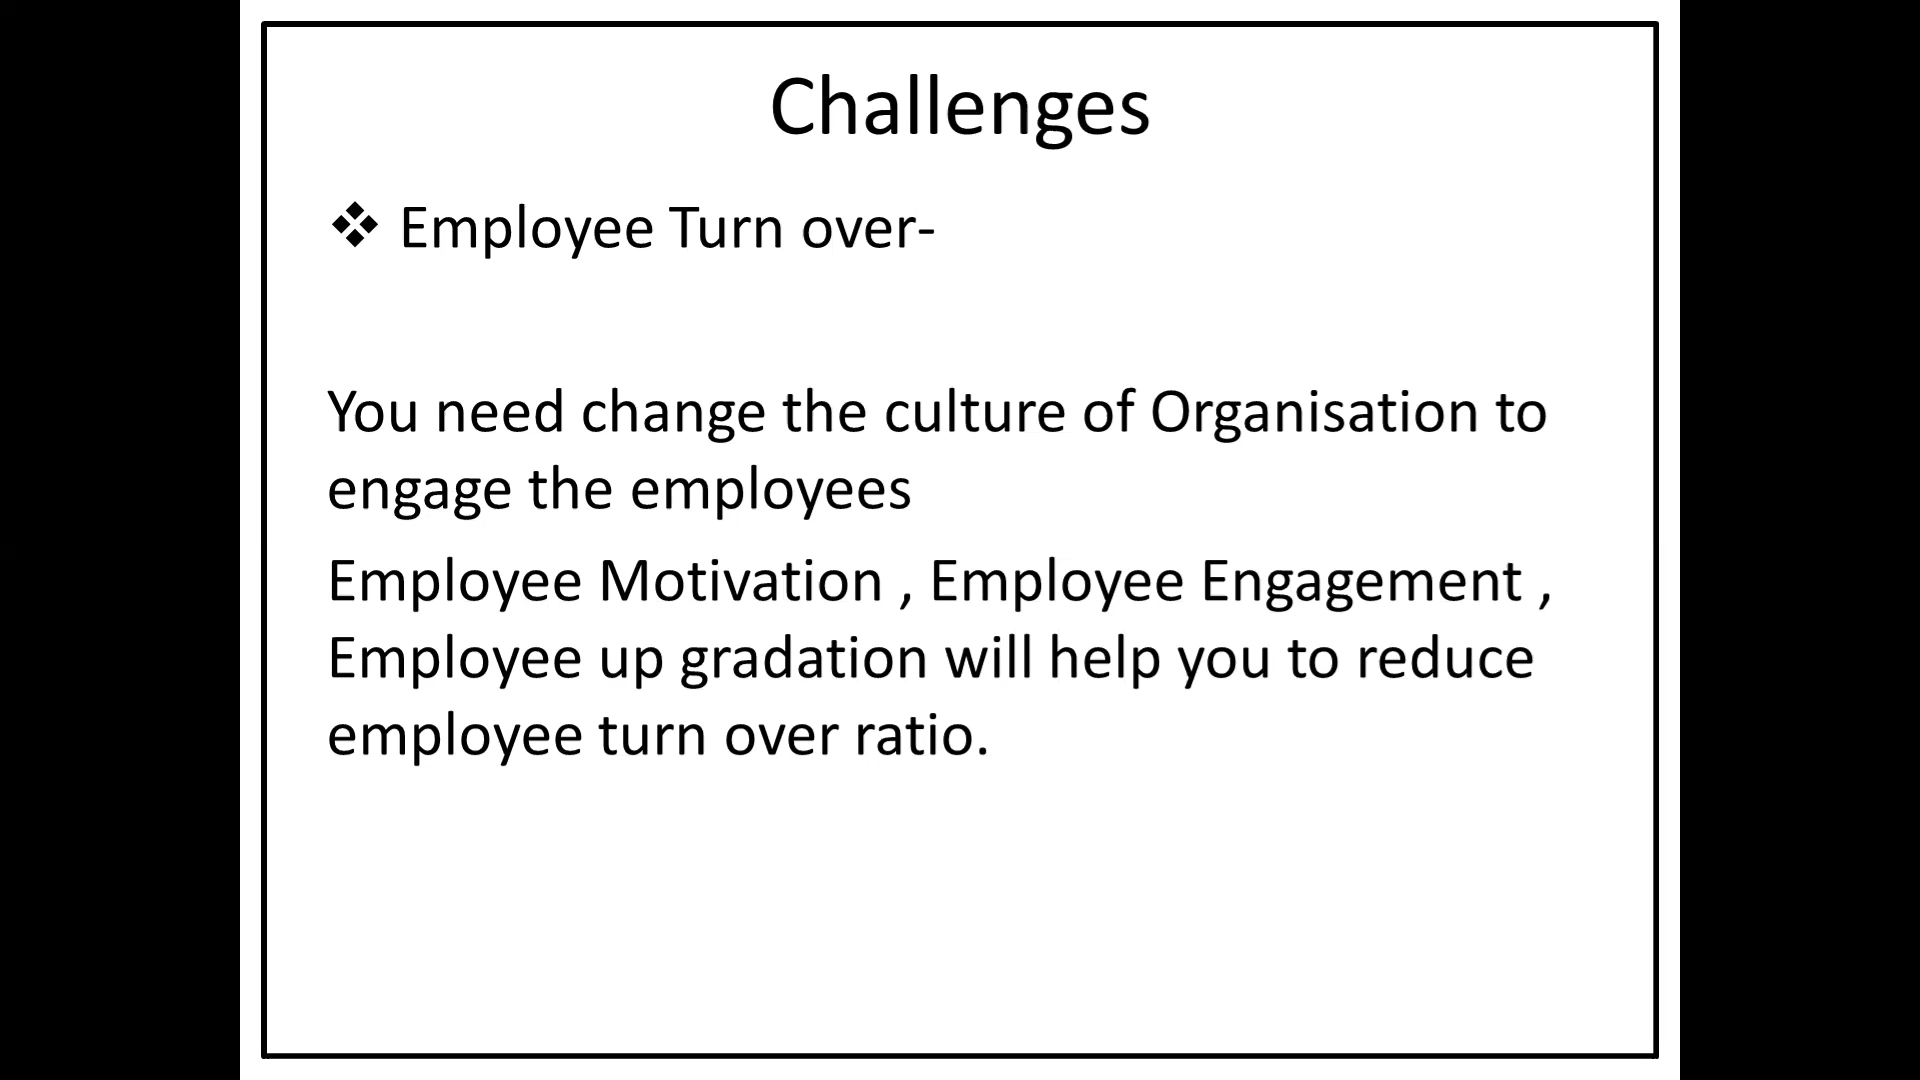 Challenges
❖ Employee Turn over-
You need change the culture of Organisation to
engage the employees
Employee Motivation , Employee Engagement ,
Employee up gradation will help you to reduce
employee turn over ratio.